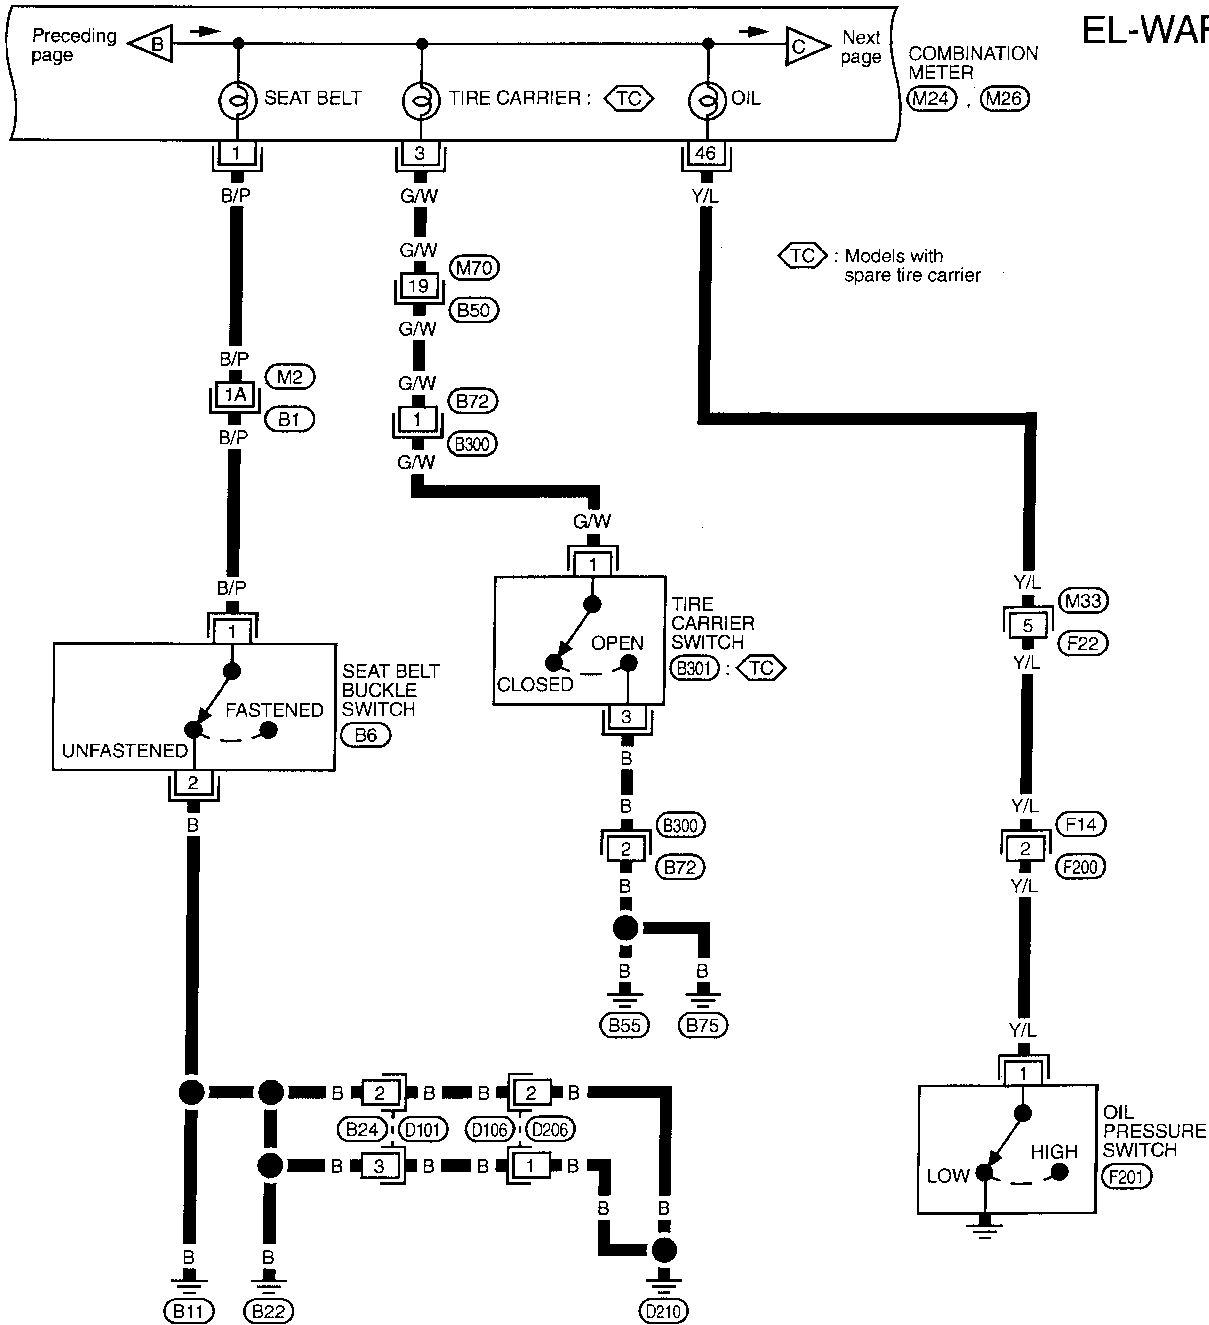 EL-WAR
Preceding
page
B
C
Next
page
COMBINATION
METER
M24 , M26
SEAT BELT
TIRE CARRIER : TC
OIL
1
3
46
B/P
G/W
Y/L
TC : Models with
spare tire carrier
G/W
19
M70
B50
G/W
B/P
1A
M2
B1
B/P
G/W
1
B72
B300
G/W
G/W
1
TIRE
CARRIER
SWITCH
B301 : TC
OPEN
CLOSED
3
B
B
2
B300
B72
B
B
B
B55
B75
B/P
1
SEAT BELT
BUCKLE
SWITCH
B6
FASTENED
UNFASTENED
2
B
Y/L
5
M33
F22
Y/L
Y/L
2
F14
F200
Y/L
Y/L
1
OIL
PRESSURE
SWITCH
F201
HIGH
LOW
B 2 B B 2 B
B24 D101 D106 D206
B 3 B B 1 B
B B
B B
B11 B22 D210